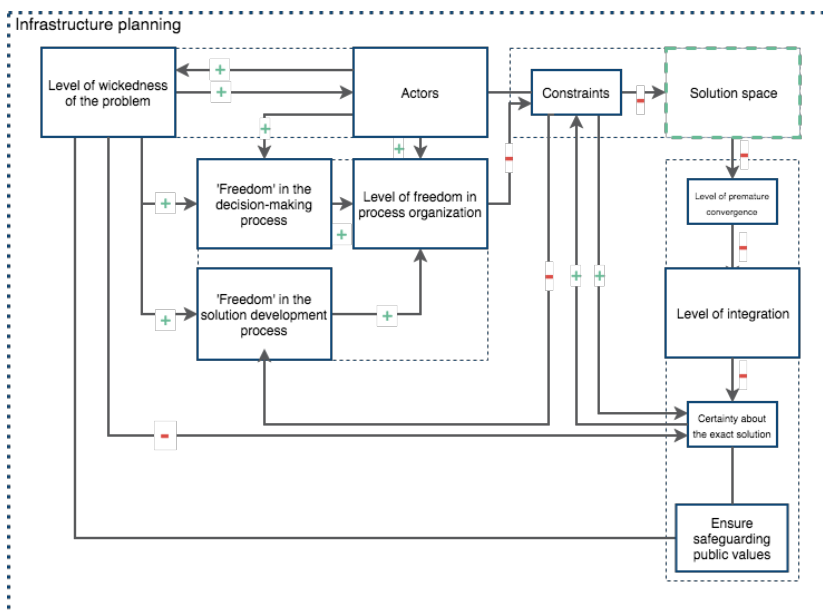 Infrastructure planning
Level of wickedness
of the problem
+
+
Actors
Constraints
-
Solution space
+
+
-
-
'Freedom' in the
decision-making
process
+
+
Level of freedom in
process organization
Level of premature
convergence
-
-
+
+
'Freedom' in the
solution development
process
+
+
Level of integration
-
Certainty about
the exact solution
-
Ensure
safeguarding
public values